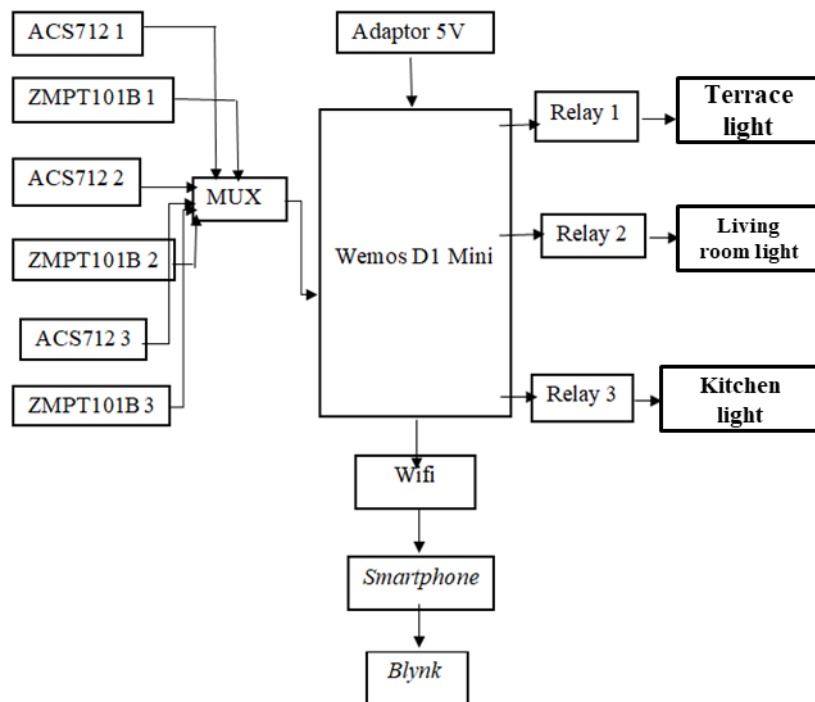 ACS712 1
Adaptor 5V
ZMPT101B 1
Relay 1
Terrace
light
ACS712 2
MUX
Relay 2
Living
room light
ZMPT101B 2
Wemos D1 Mini
ACS712 3
ZMPT101B 3
Relay 3
Kitchen
light
Wifi
Smartphone
Blynk